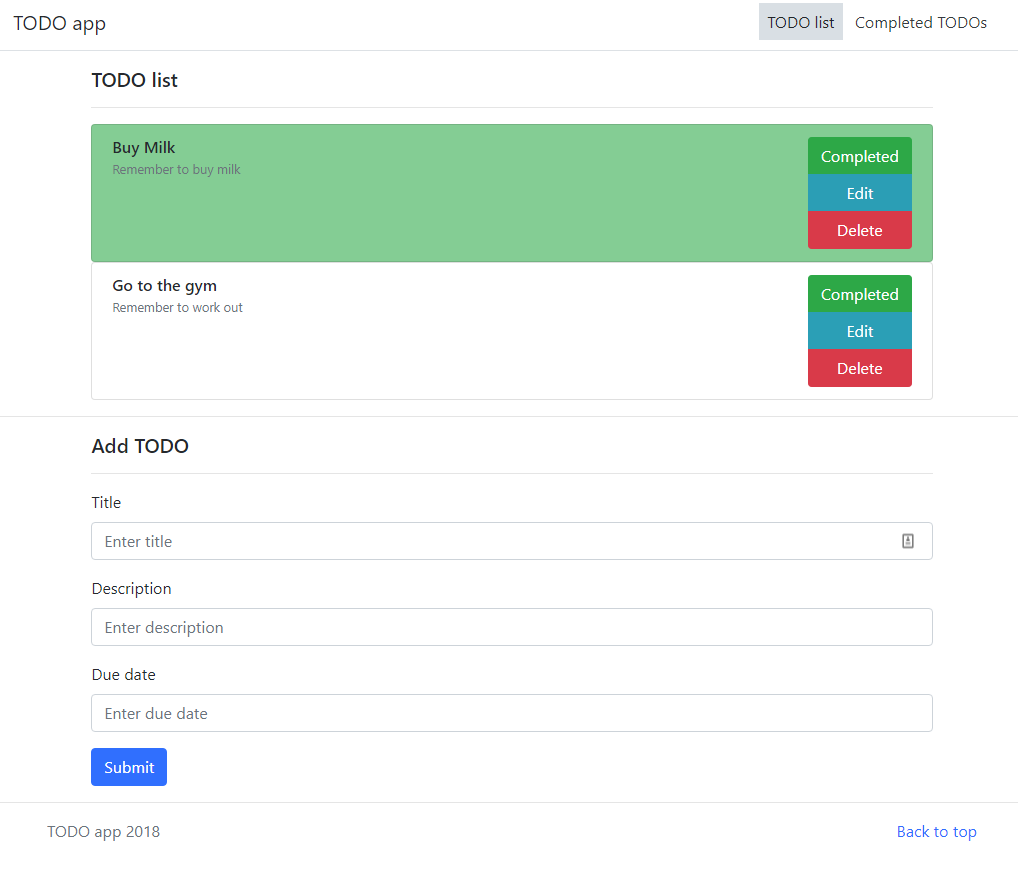 TODO app
TODO list
Completed TODOs
TODO list
Buy Milk
Remember to buy milk
Completed
Edit
Delete
Go to the gym
Remember to work out
Completed
Edit
Delete
Add TODO
Title
Enter title
Description
Enter description
Due date
Enter due date
Submit
TODO app 2018
Back to top